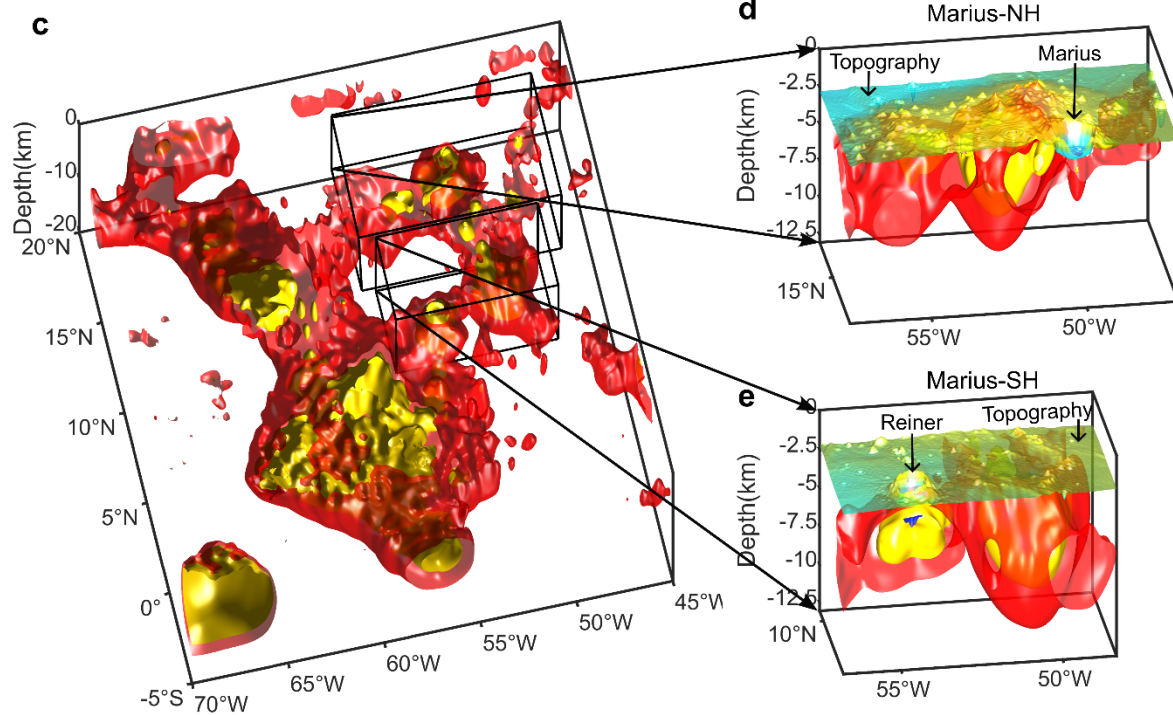 c
Depth(km)
0
-10
-20
20°N
15°N
10°N
5°N
0°
-5°S
70°W
65°W
60°W
55°W
50°W
45°W
d
Marius-NH
Topography
Marius
Depth(km)
0
-2.5
-5
-7.5
-10
-12.5
15°N
55°W
50°W
e
Marius-SH
Reiner
Topography
Depth(km)
0
-2.5
-5
-7.5
-10
-12.5
10°N
55°W
50°W